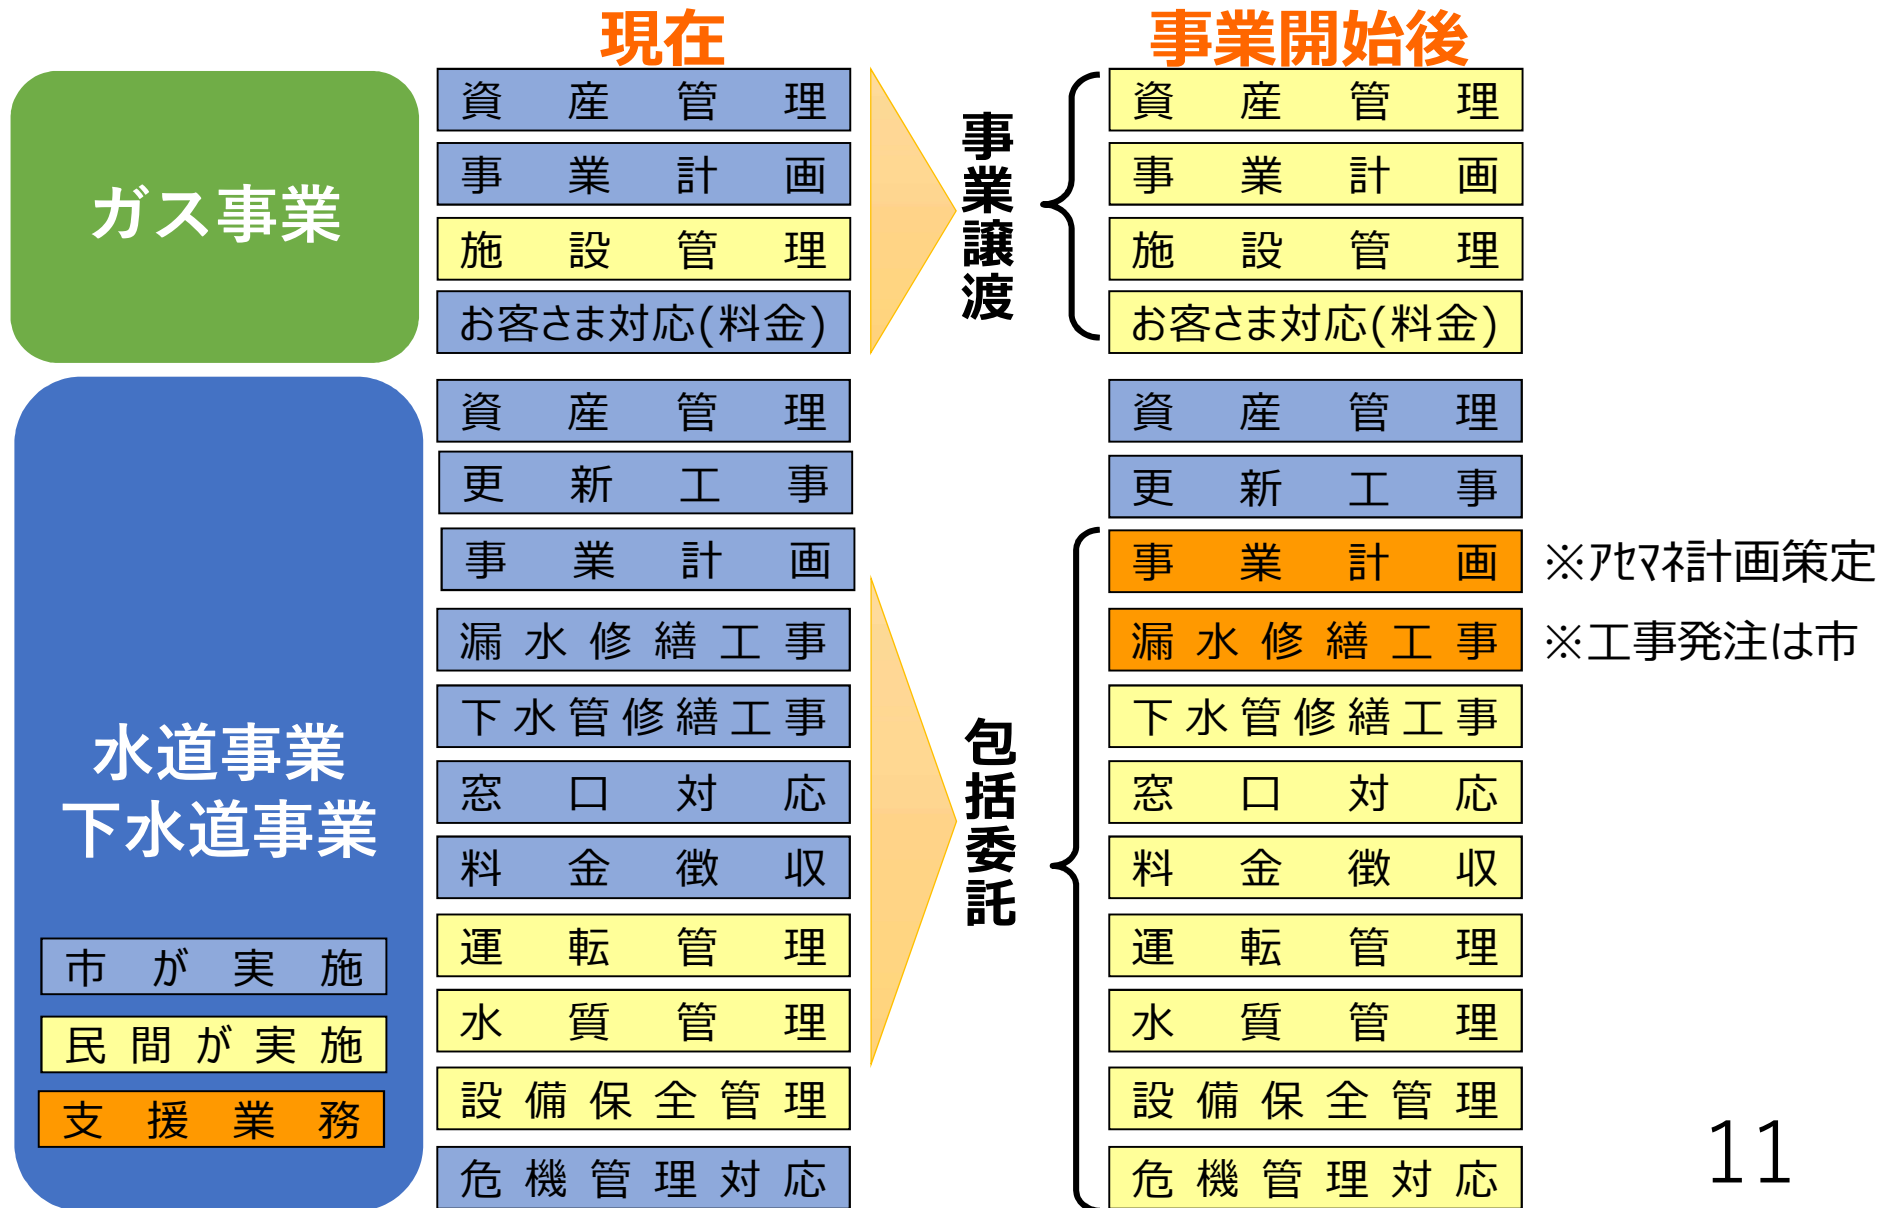 現在
事業開始後
ガス事業
資産管理
事業計画
施設管理
お客さま対応(料金)
事業譲渡
資産管理
事業計画
施設管理
お客さま対応(料金)
水道事業
下水道事業
市が実施
民間が実施
支援業務
資産管理
更新工事
事業計画
漏水修繕工事
下水管修繕工事
窓口対応
料金徴収
運転管理
水質管理
設備保全管理
危機管理対応
包括委託
資産管理
更新工事
事業計画 ※ｱｾﾏﾈ計画策定
漏水修繕工事 ※工事発注は市
下水管修繕工事
窓口対応
料金徴収
運転管理
水質管理
設備保全管理
危機管理対応
11